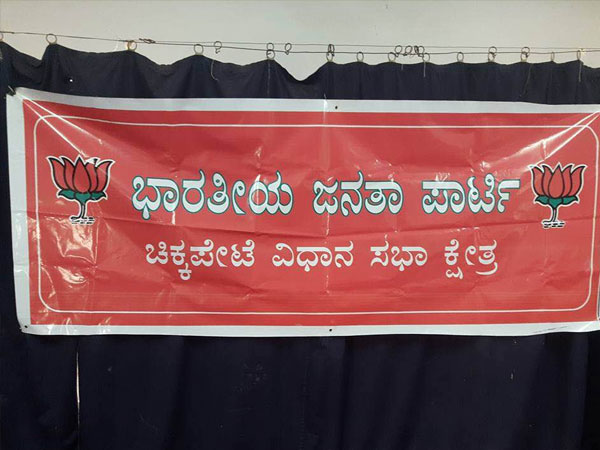 ಭಾರತೀಯ ಜನತಾ ಪಾರ್ಟಿ
ಚಿಕ್ಕಪೇಟೆ ವಿಧಾನ ಸಭಾ ಕ್ಷೇತ್ರ